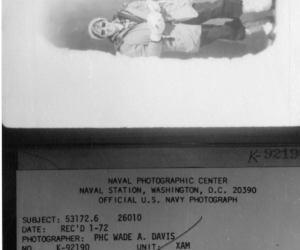 K-92190
NAVAL PHOTOGRAPHIC CENTER
NAVAL STATION, WASHINGTON, D.C. 20390
OFFICIAL U.S. NAVY PHOTOGRAPH
SUBJECT: 53172.6 26010
DATE: REC'D 1-72
PHOTOGRAPHER: PHC WADE A. DAVIS
NO. K-92190 UNIT: XAM